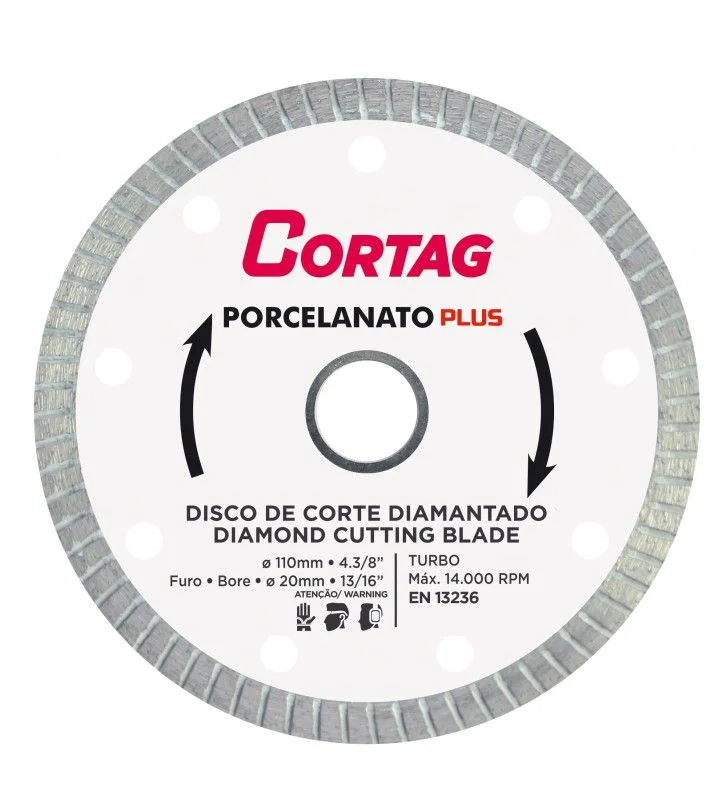 CORTAG
PORCELANATO PLUS
DISCO DE CORTE DIAMANTADO
DIAMOND CUTTING BLADE
ø 110mm • 4.3/8”
Furo • Bore • ø 20mm • 13/16”
ATENÇÃO/ WARNING
TURBO
Máx. 14.000 RPM
EN 13236